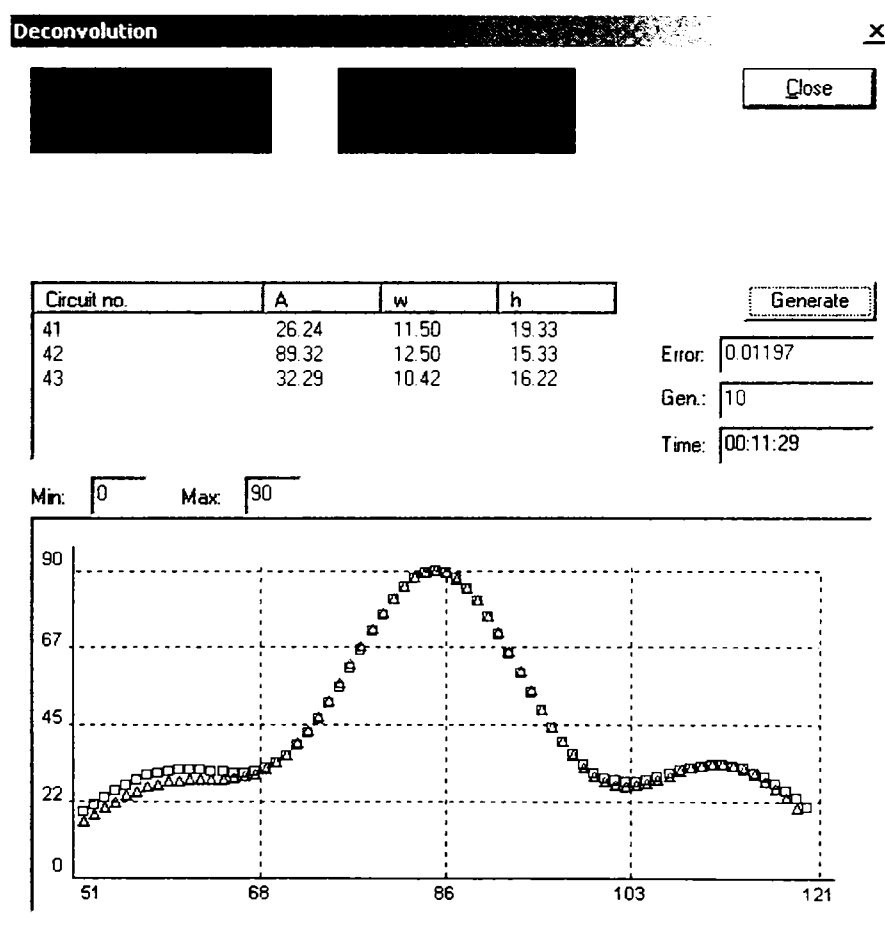 Deconvolution
Close
Circuit no. A w h
41 26.24 11.50 19.33
42 89.32 12.50 15.33
43 32.29 10.42 16.22
Generate
Error: 0.01197
Gen.: 10
Time: 00:11:29
Min: 0 Max: 90
90
67
45
22
0
51 68 86 103 121